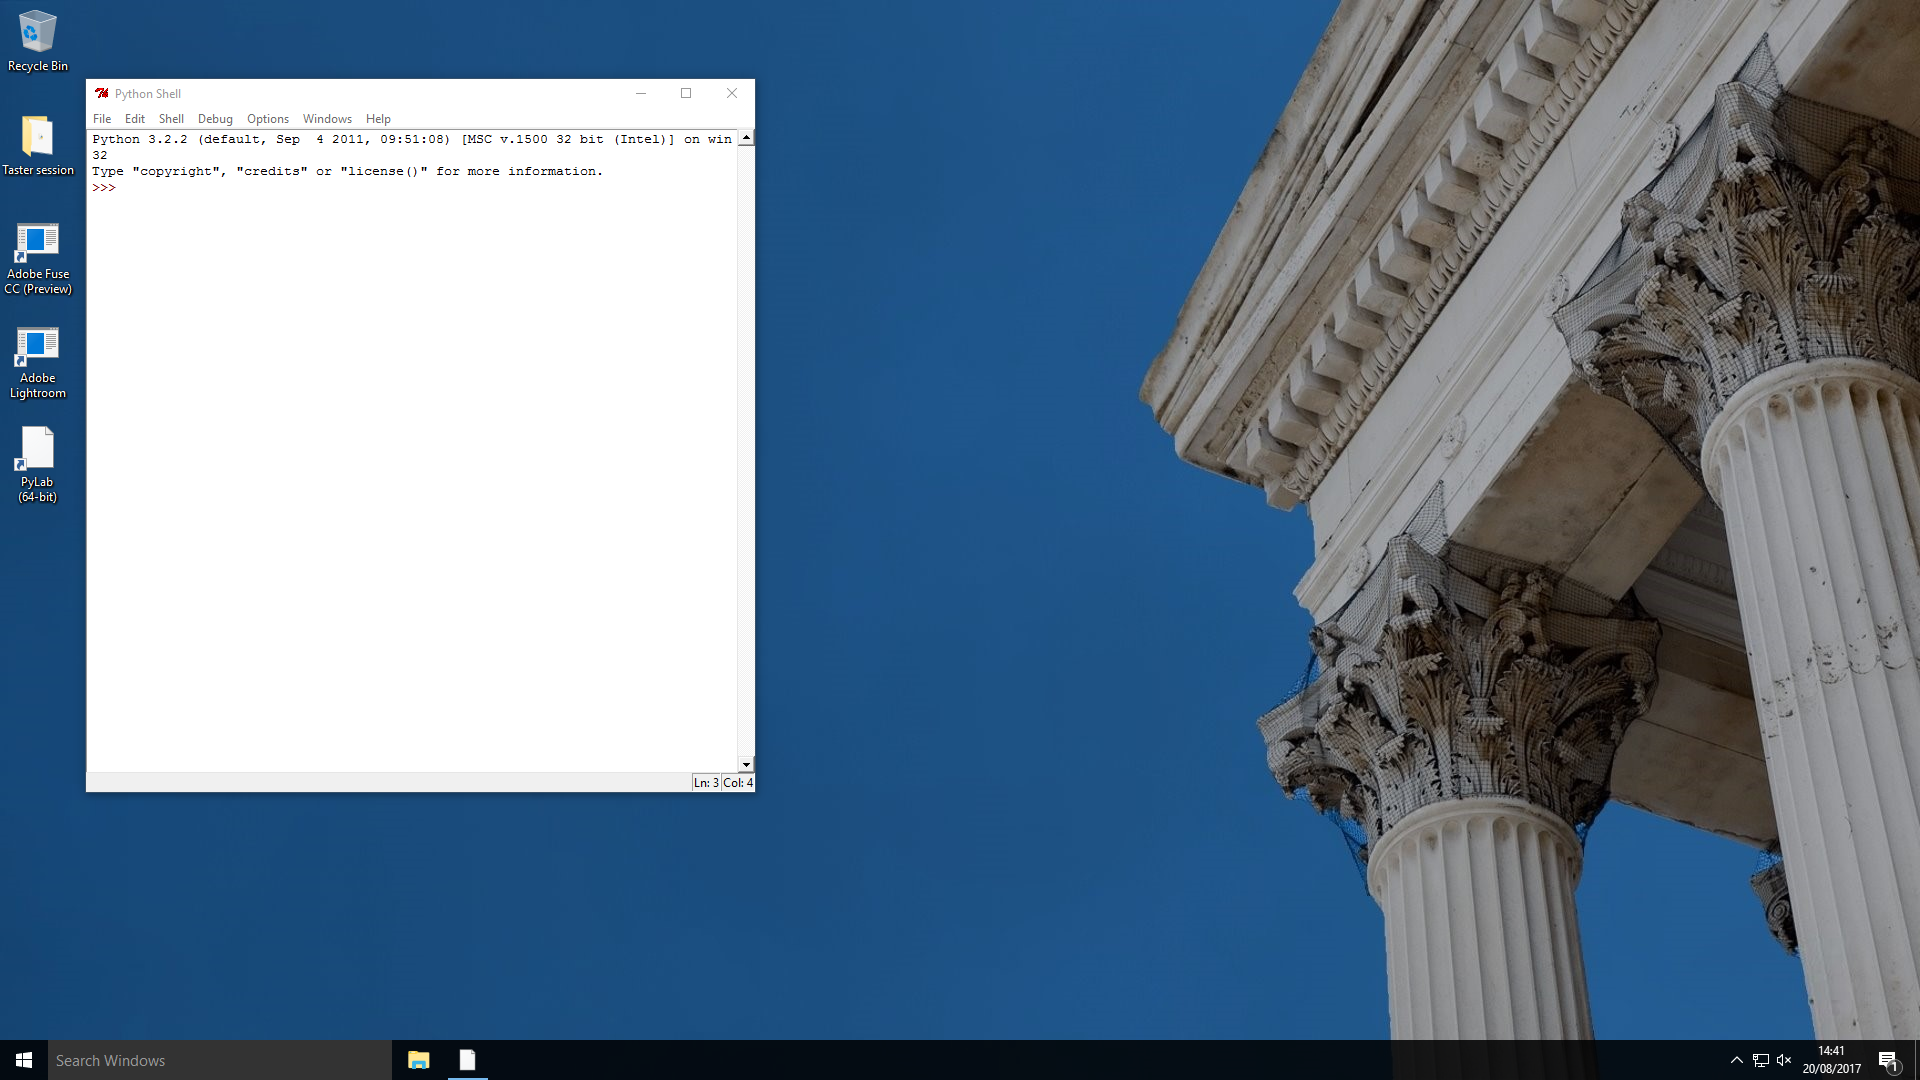 Recycle Bin
Taster session
Adobe Fuse
CC (Preview)
Adobe
Lightroom
PyLab
(64-bit)
Python Shell
File Edit Shell Debug Options Windows Help
Python 3.2.2 (default, Sep  4 2011, 09:51:08) [MSC v.1500 32 bit (Intel)] on win
32
Type "copyright", "credits" or "license()" for more information.
>>>
Ln: 3 Col: 4
Search Windows
14:41
20/08/2017
1